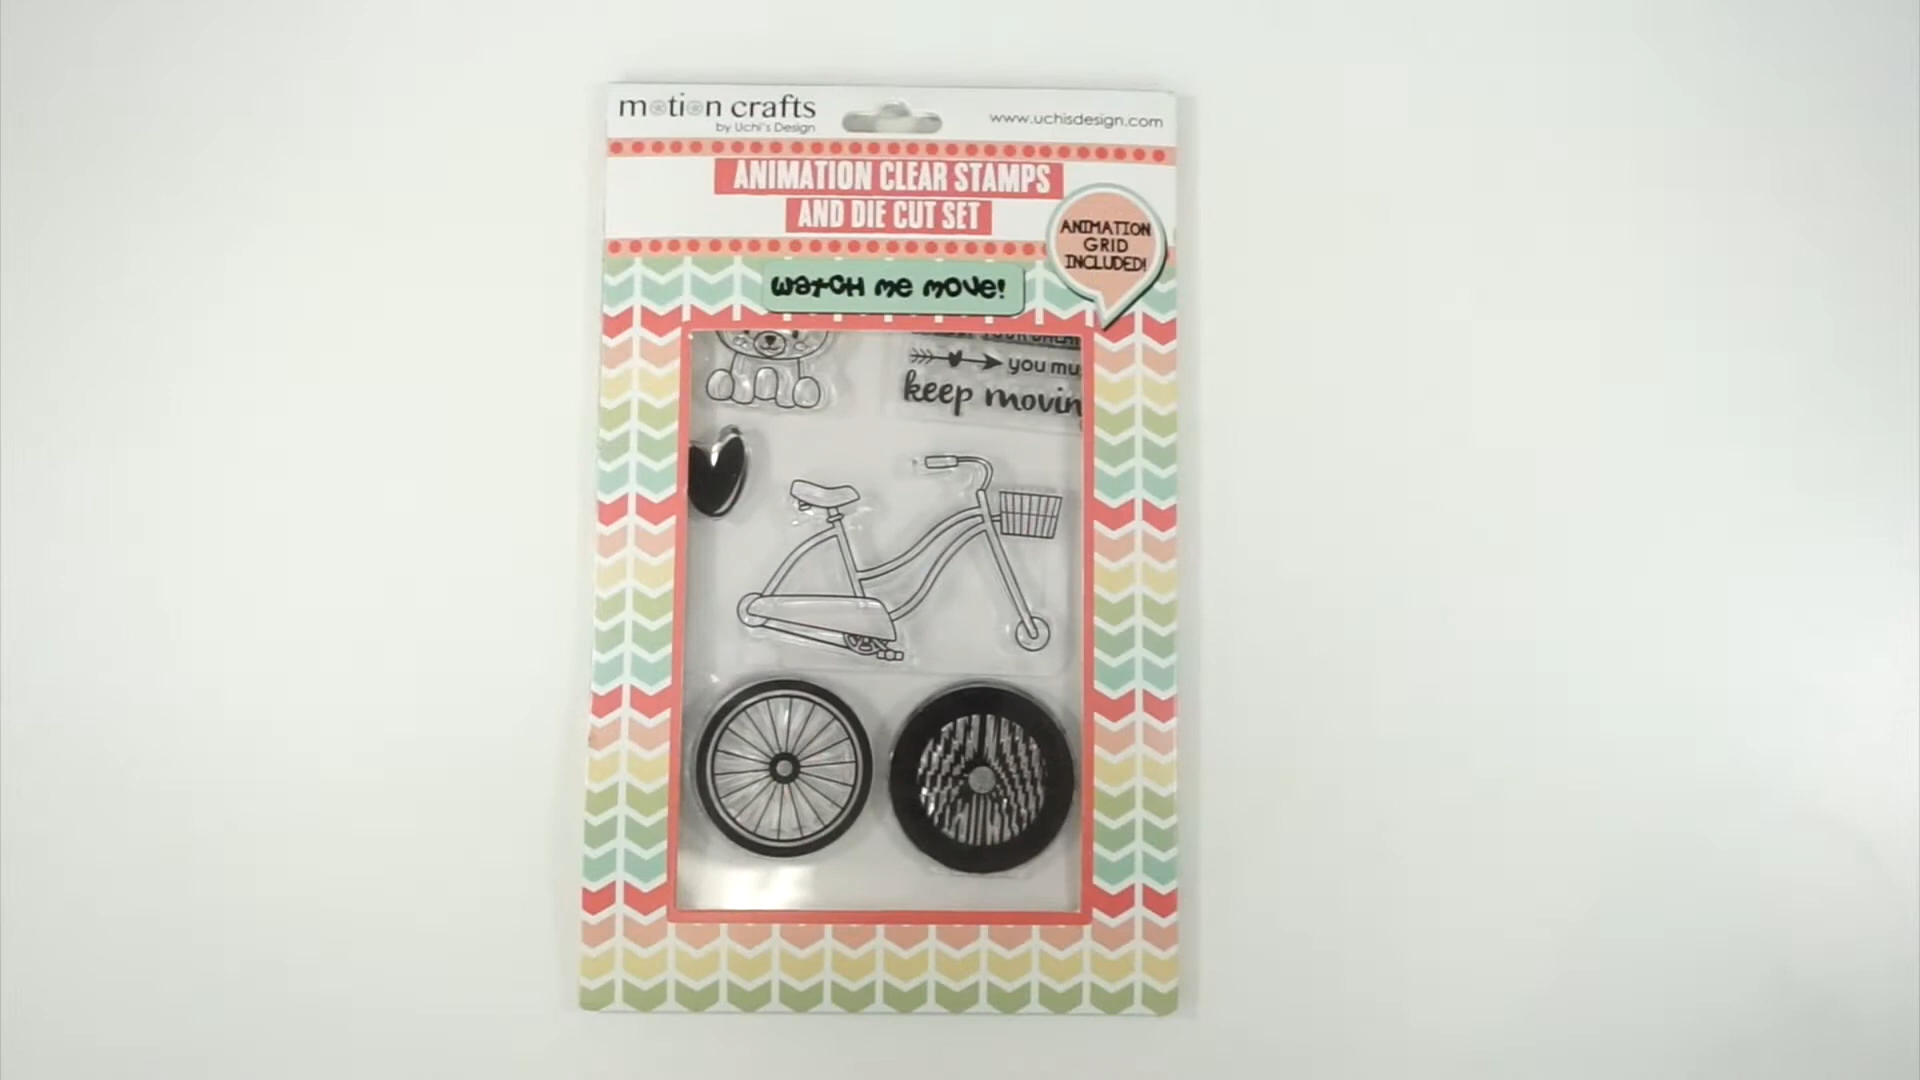 motion crafts
by Uchi's Design
www.uchisdesign.com
ANIMATION CLEAR STAMPS
AND DIE CUT SET
ANIMATION
GRID
INCLUDED!
WATCH ME MOVE!
you mu
keep movin